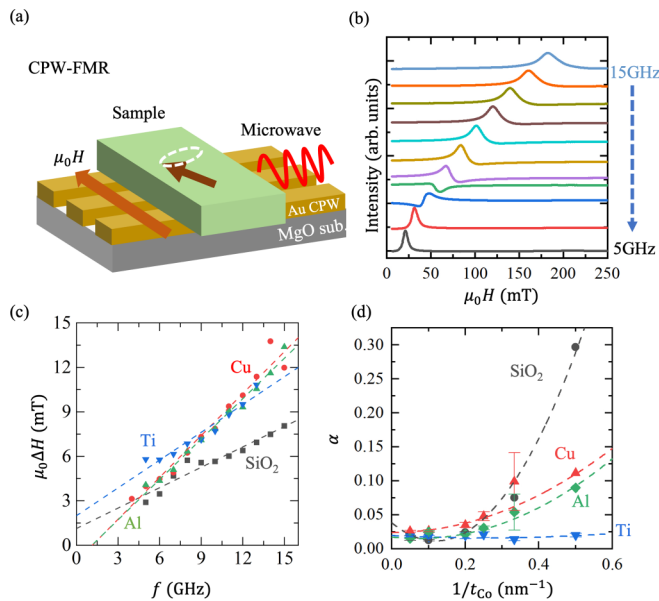 (a)
CPW-FMR
Sample
μ₀H
Microwave
Au CPW
MgO sub.
(b)
Intensity (arb. units)
15GHz
5GHz
0 50 100 150 200 250
μ₀H (mT)
(c)
μ₀ΔH (mT)
15
12
9
6
3
0
Cu
Ti
SiO₂
Al
0 3 6 9 12 15
f (GHz)
(d)
α
0.30
0.25
0.20
0.15
0.10
0.05
0.00
SiO₂
Cu
Al
Ti
0.0 0.2 0.4 0.6
1/t_Co (nm⁻¹)